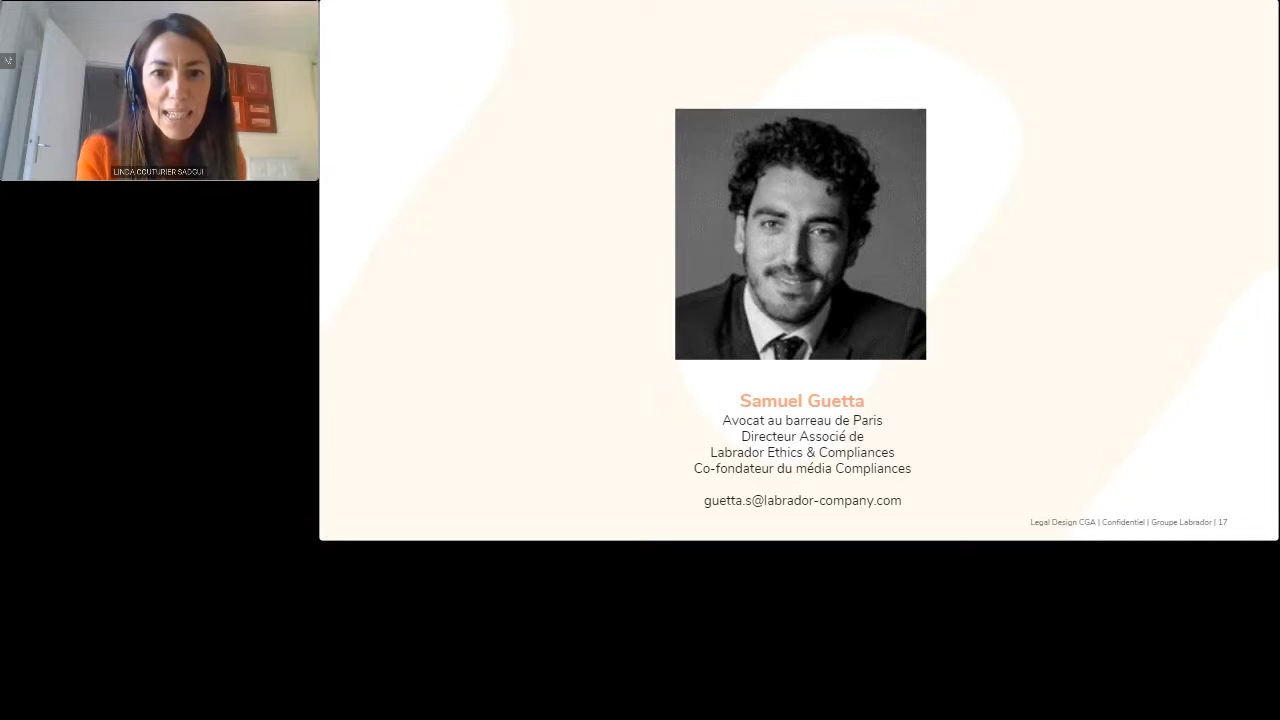 LINDA COUTURIER SADGUI
Samuel Guetta
Avocat au barreau de Paris
Directeur Associé de
Labrador Ethics & Compliances
Co-fondateur du média Compliances
guetta.s@labrador-company.com
Legal Design CGA | Confidentiel | Groupe Labrador | 17